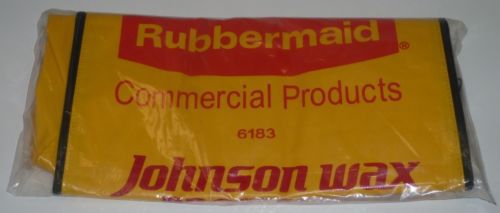 Rubbermaid®
Commercial Products
6183
Johnson wax